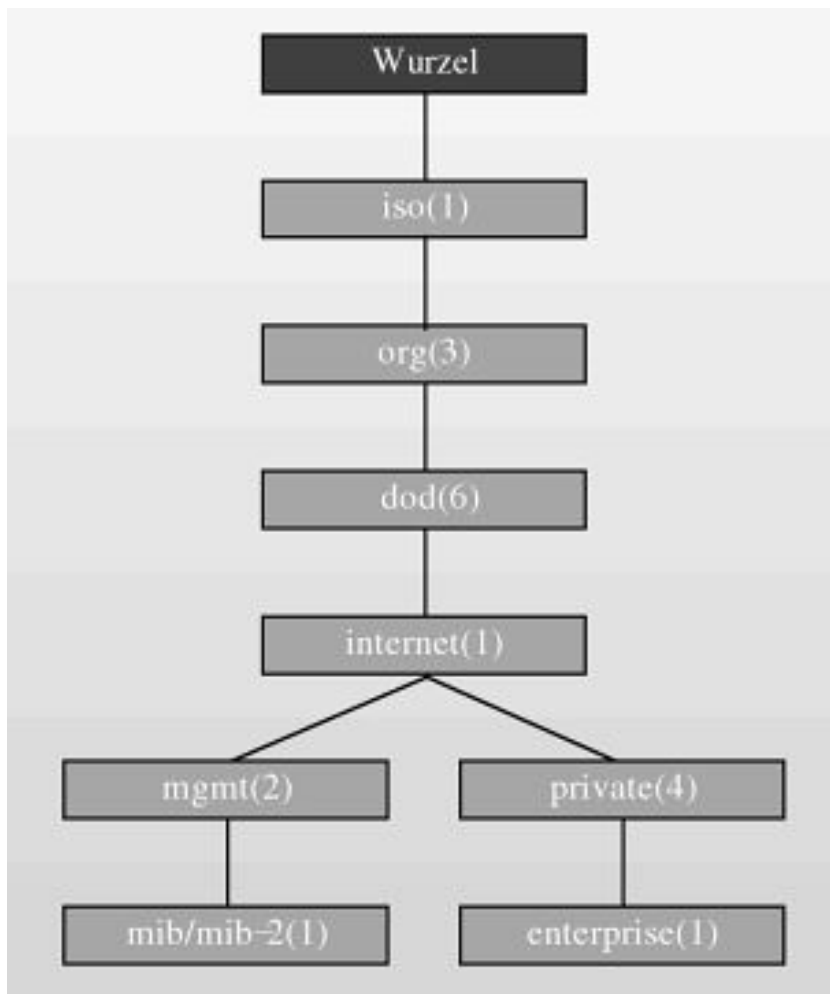 Wurzel
iso(1)
org(3)
dod(6)
internet(1)
mgmt(2)
private(4)
mib/mib-2(1)
enterprise(1)